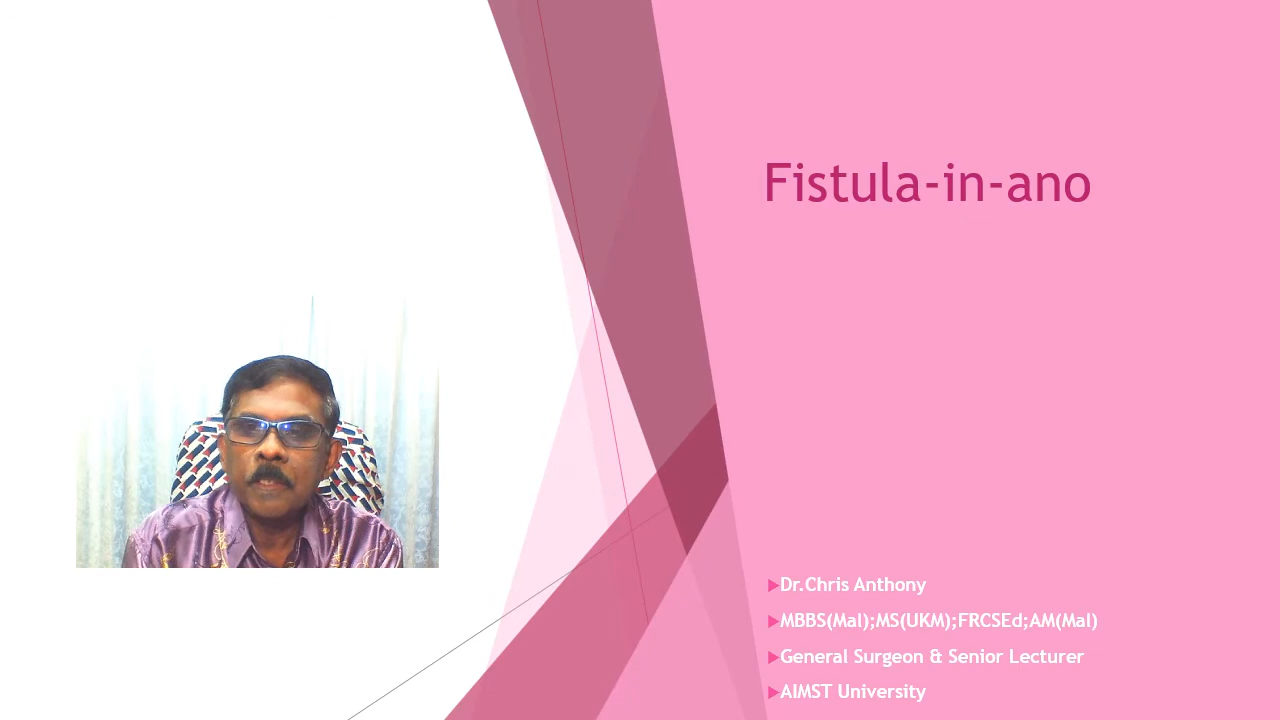 Fistula-in-ano
Dr.Chris Anthony
MBBS(Mal);MS(UKM);FRCSEd;AM(Mal)
General Surgeon & Senior Lecturer
AIMST University